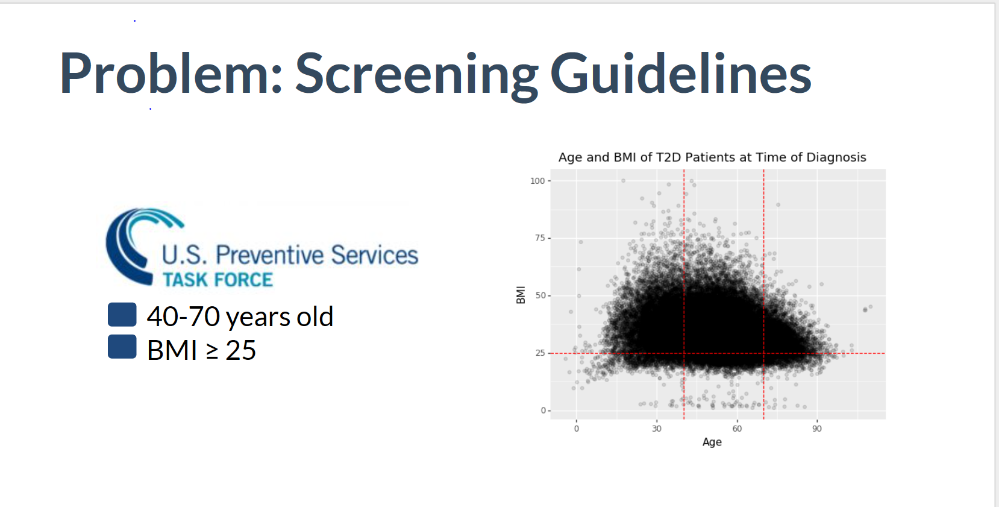 Problem: Screening Guidelines
U.S. Preventive Services
TASK FORCE
40-70 years old
BMI ≥ 25
Age and BMI of T2D Patients at Time of Diagnosis
100
75
50
25
0
BMI
0 30 60 90
Age